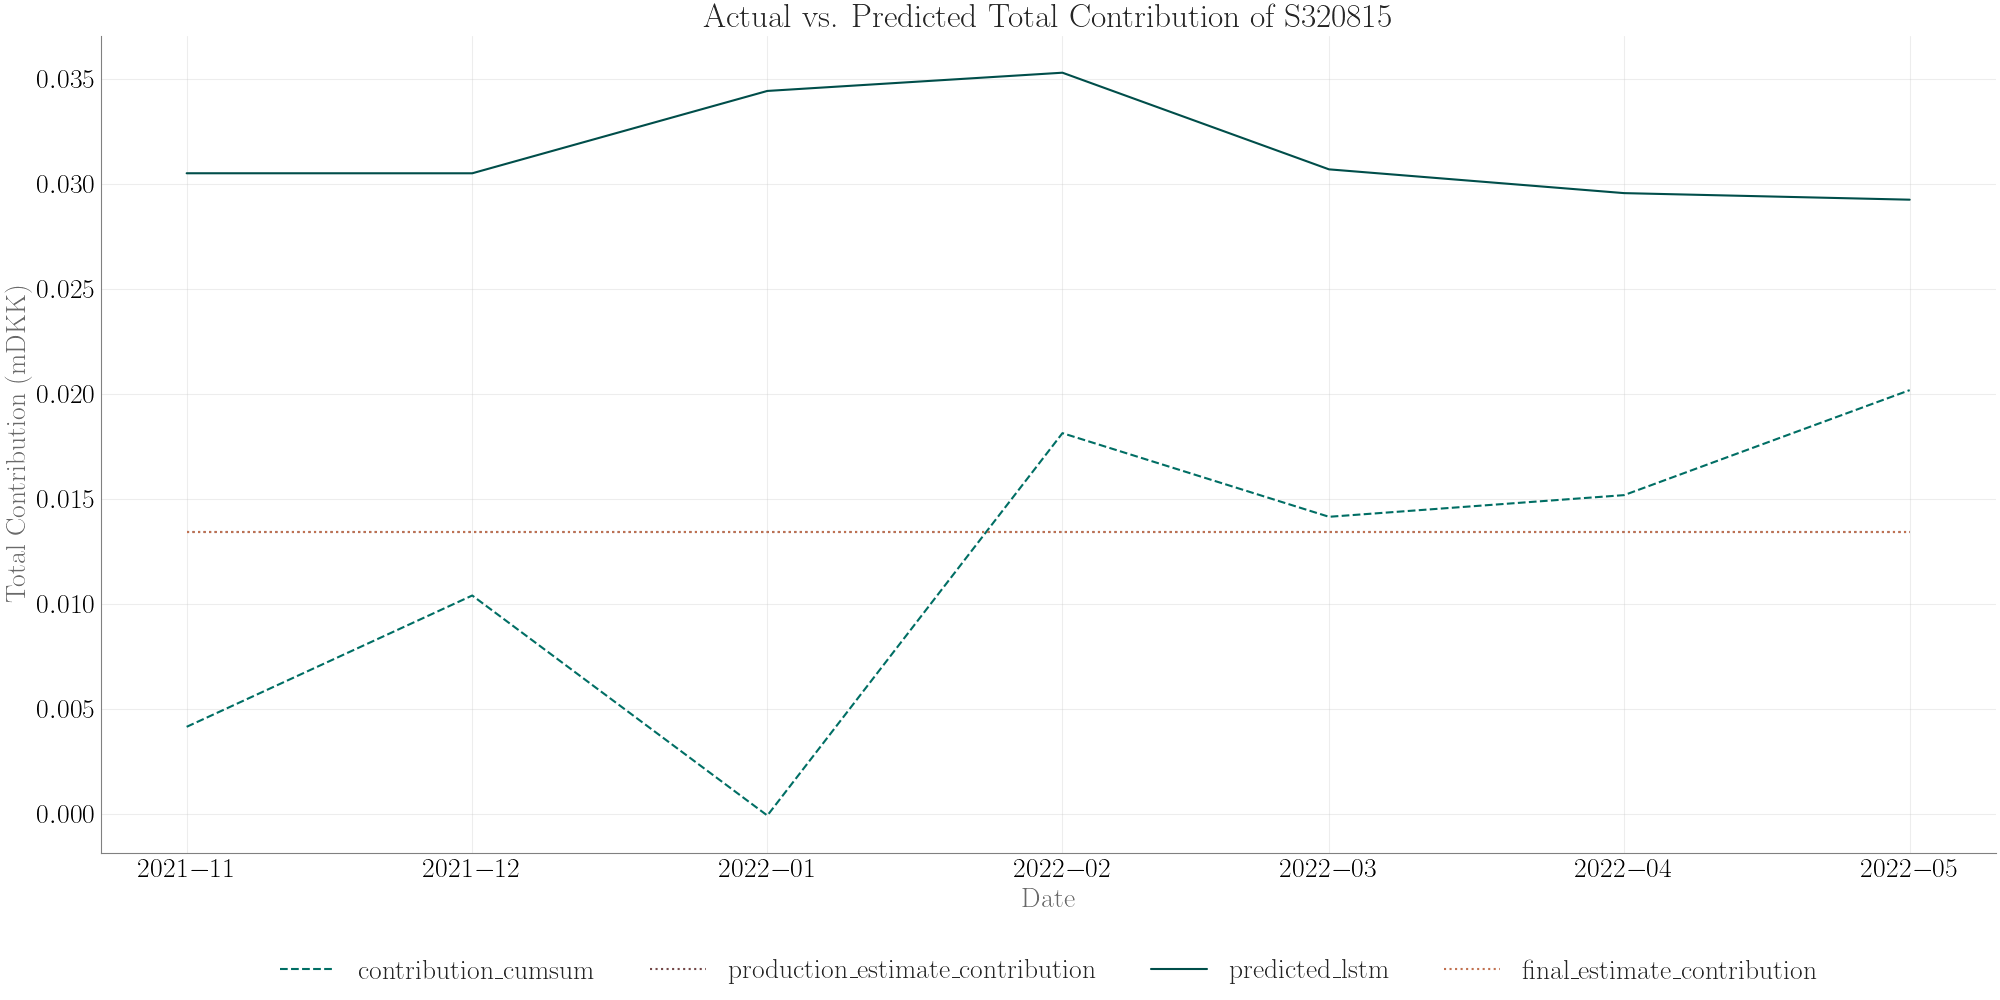 Actual vs. Predicted Total Contribution of S320815
Total Contribution (mDKK)
0.035
0.030
0.025
0.020
0.015
0.010
0.005
0.000
2021−11 2021−12 2022−01 2022−02 2022−03 2022−04 2022−05
Date
contribution_cumsum production_estimate_contribution predicted_lstm final_estimate_contribution